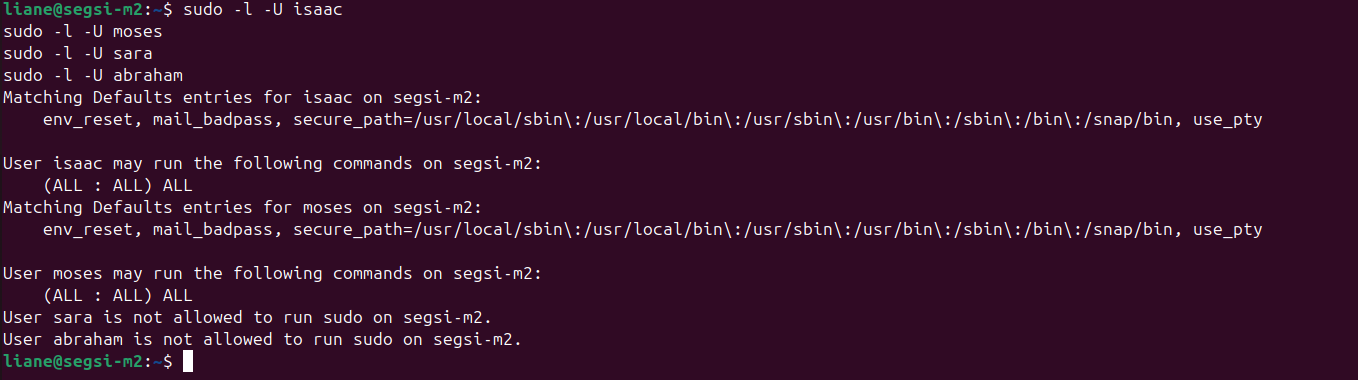 liane@segsi-m2:~$ sudo -l -U isaac
sudo -l -U moses
sudo -l -U sara
sudo -l -U abraham
Matching Defaults entries for isaac on segsi-m2:
    env_reset, mail_badpass, secure_path=/usr/local/sbin\:/usr/local/bin\:/usr/sbin\:/usr/bin\:/sbin\:/bin\:/snap/bin, use_pty

User isaac may run the following commands on segsi-m2:
    (ALL : ALL) ALL
Matching Defaults entries for moses on segsi-m2:
    env_reset, mail_badpass, secure_path=/usr/local/sbin\:/usr/local/bin\:/usr/sbin\:/usr/bin\:/sbin\:/bin\:/snap/bin, use_pty

User moses may run the following commands on segsi-m2:
    (ALL : ALL) ALL
User sara is not allowed to run sudo on segsi-m2.
User abraham is not allowed to run sudo on segsi-m2.
liane@segsi-m2:~$